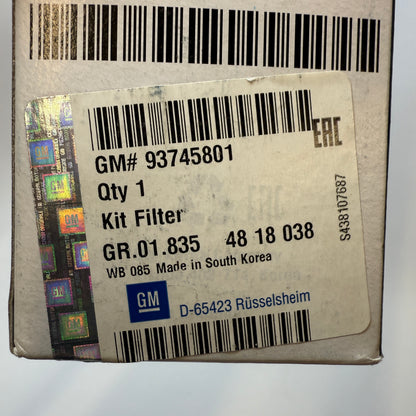 GM# 93745801
EAC
Qty 1
Kit Filter
GR.01.835 48 18 038
WB 085 Made in South Korea
GM
D-65423 Rüsselsheim
S438107687